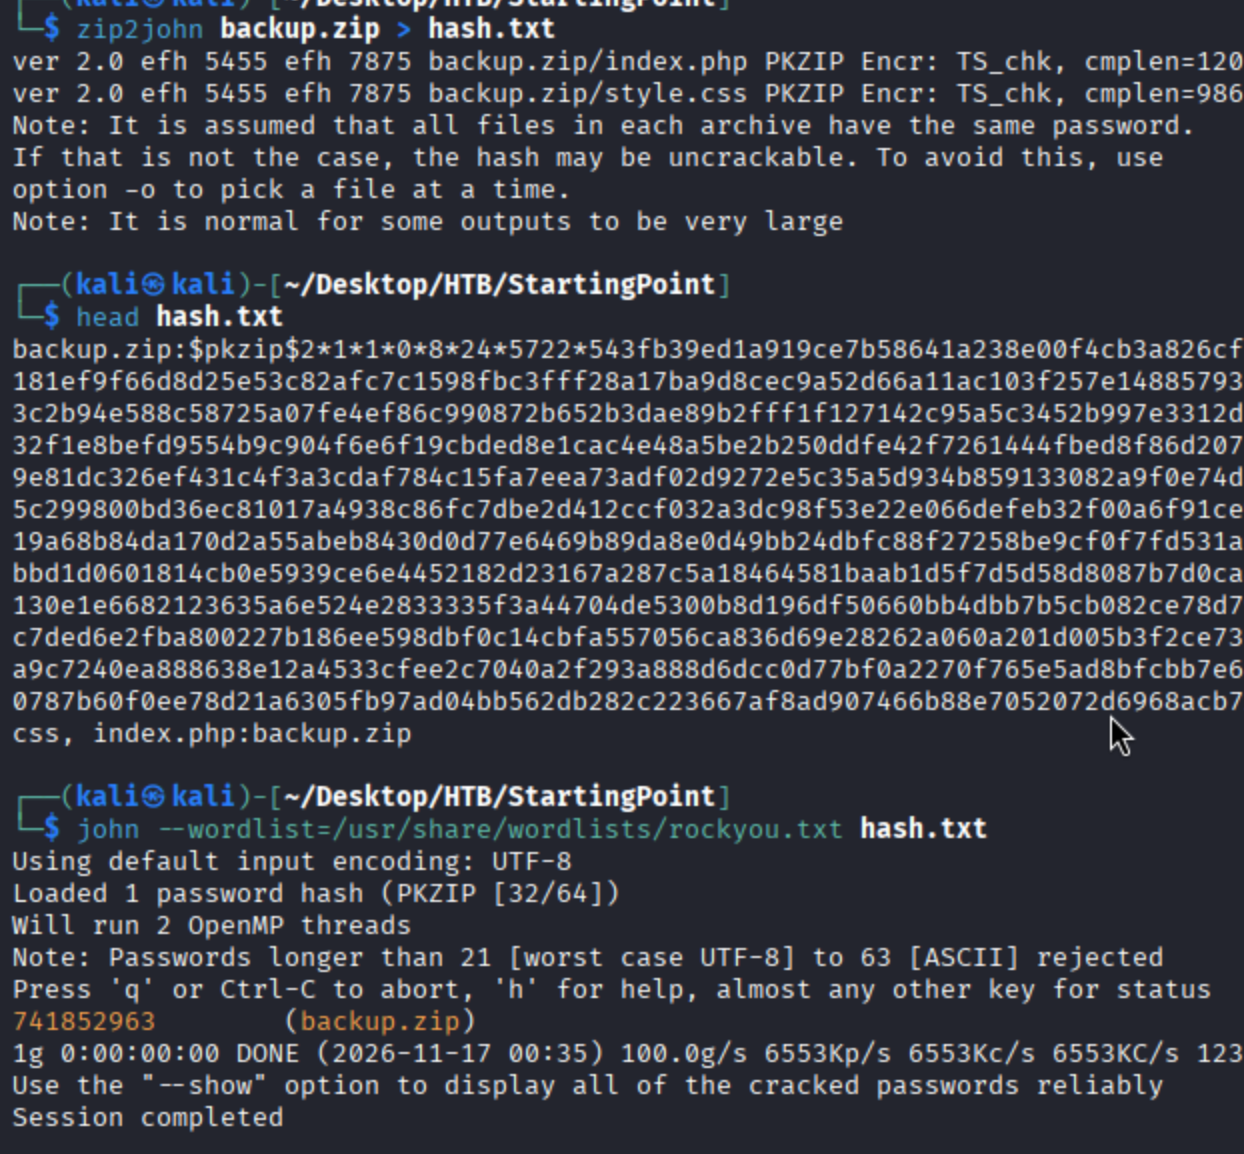 └─$ zip2john backup.zip > hash.txt
ver 2.0 efh 5455 efh 7875 backup.zip/index.php PKZIP Encr: TS_chk, cmplen=120
ver 2.0 efh 5455 efh 7875 backup.zip/style.css PKZIP Encr: TS_chk, cmplen=986
Note: It is assumed that all files in each archive have the same password.
If that is not the case, the hash may be uncrackable. To avoid this, use
option -o to pick a file at a time.
Note: It is normal for some outputs to be very large
┌──(kali㉿kali)-[~/Desktop/HTB/StartingPoint]
└─$ head hash.txt
backup.zip:$pkzip$2*1*1*0*8*24*5722*543fb39ed1a919ce7b58641a238e00f4cb3a826cf
181ef9f66d8d25e53c82afc7c1598fbc3fff28a17ba9d8cec9a52d66a11ac103f257e14885793
3c2b94e588c58725a07fe4ef86c990872b652b3dae89b2fff1f127142c95a5c3452b997e3312d
32f1e8befd9554b9c904f6e6f19cbded8e1cac4e48a5be2b250ddfe42f7261444fbed8f86d207
9e81dc326ef431c4f3a3cdaf784c15fa7eea73adf02d9272e5c35a5d934b859133082a9f0e74d
5c299800bd36ec81017a4938c86fc7dbe2d412ccf032a3dc98f53e22e066defeb32f00a6f91ce
19a68b84da170d2a55abeb8430d0d77e6469b89da8e0d49bb24dbfc88f27258be9cf0f7fd531a
bbd1d0601814cb0e5939ce6e4452182d23167a287c5a18464581baab1d5f7d5d58d8087b7d0ca
130e1e6682123635a6e524e2833335f3a44704de5300b8d196df50660bb4dbb7b5cb082ce78d7
c7ded6e2fba800227b186ee598dbf0c14cbfa557056ca836d69e28262a060a201d005b3f2ce73
a9c7240ea888638e12a4533cfee2c7040a2f293a888d6dcc0d77bf0a2270f765e5ad8bfcbb7e6
0787b60f0ee78d21a6305fb97ad04bb562db282c223667af8ad907466b88e7052072d6968acb7
css, index.php:backup.zip
┌──(kali㉿kali)-[~/Desktop/HTB/StartingPoint]
└─$ john --wordlist=/usr/share/wordlists/rockyou.txt hash.txt
Using default input encoding: UTF-8
Loaded 1 password hash (PKZIP [32/64])
Will run 2 OpenMP threads
Note: Passwords longer than 21 [worst case UTF-8] to 63 [ASCII] rejected
Press 'q' or Ctrl-C to abort, 'h' for help, almost any other key for status
741852963        (backup.zip)
1g 0:00:00:00 DONE (2026-11-17 00:35) 100.0g/s 6553Kp/s 6553Kc/s 6553KC/s 123
Use the "--show" option to display all of the cracked passwords reliably
Session completed